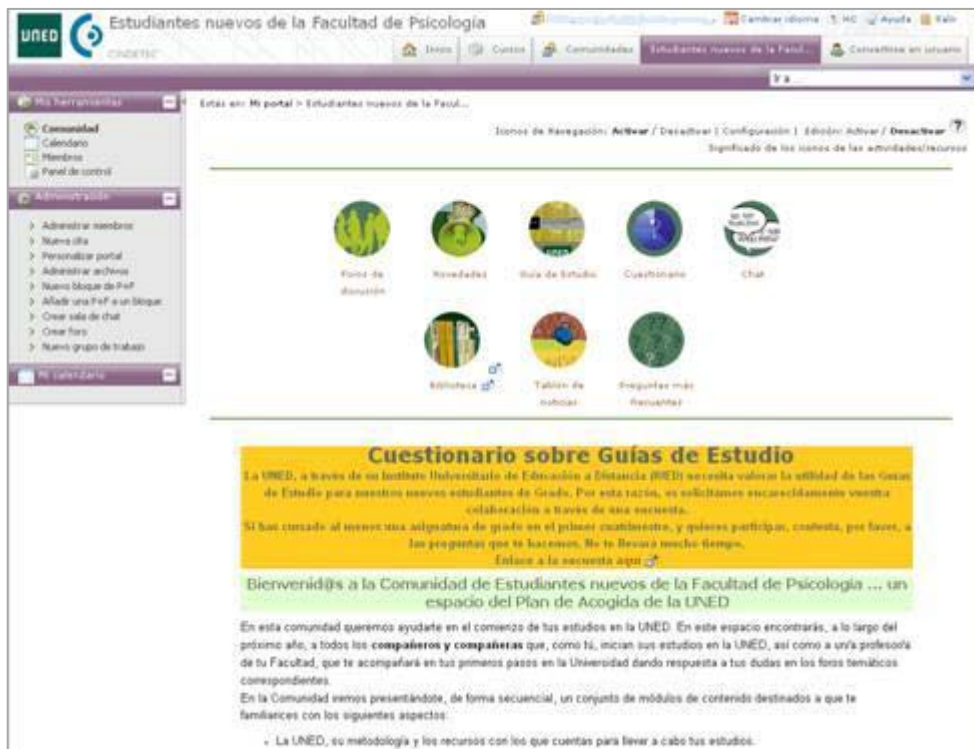 UNED
Estudiantes nuevos de la Facultad de Psicología
CINDETEC
Cambiar idioma
Ayuda
Salir
Inicio
Cursos
Comunidades
Estudiantes nuevos de la Facul...
Convertirse en usuario
Ir a ...
Mis herramientas
Comunidad
Calendario
Miembros
Panel de control
Administración
Administrar miembros
Nueva cita
Personalizar portal
Administrar archivos
Nuevo bloque de P+F
Añadir una P+F a un bloque
Crear sala de chat
Crear foro
Nuevo grupo de trabajo
Mi calendario
Estás en: Mi portal > Estudiantes nuevos de la Facul...
Iconos de Navegación: Activar / Desactivar | Configuración | Edición: Activar / Desactivar ?
Significado de los iconos de las actividades/recursos
Foros de
discusión
Novedades
Guía de Estudio
Cuestionario
Chat
Biblioteca
Tablón de
noticias
Preguntas más
frecuentes
Cuestionario sobre Guías de Estudio
La UNED, a través de su Instituto Universitario de Educación a Distancia (IUED) necesita valorar la utilidad de las Guías
de Estudio para nuestros nuevos estudiantes de Grado. Por esta razón, os solicitamos encarecidamente vuestra
colaboración a través de una encuesta.
Si has cursado al menos una asignatura de grado en el primer cuatrimestre, y quieres participar, contesta, por favor, a
las preguntas que te hacemos. No te llevará mucho tiempo.
Enlace a la encuesta aquí
Bienvenid@s a la Comunidad de Estudiantes nuevos de la Facultad de Psicología ... un
espacio del Plan de Acogida de la UNED
En esta comunidad queremos ayudarte en el comienzo de tus estudios en la UNED. En este espacio encontrarás, a lo largo del
próximo año, a todos los compañeros y compañeras que, como tú, inician sus estudios en la UNED, así como a un/a profesor/a
de tu Facultad, que te acompañará en tus primeros pasos en la Universidad dando respuesta a tus dudas en los foros temáticos
correspondientes.
En la Comunidad iremos presentándote, de forma secuencial, un conjunto de módulos de contenido destinados a que te
familiarices con los siguientes aspectos:
La UNED, su metodología y los recursos con los que cuentas para llevar a cabo tus estudios.